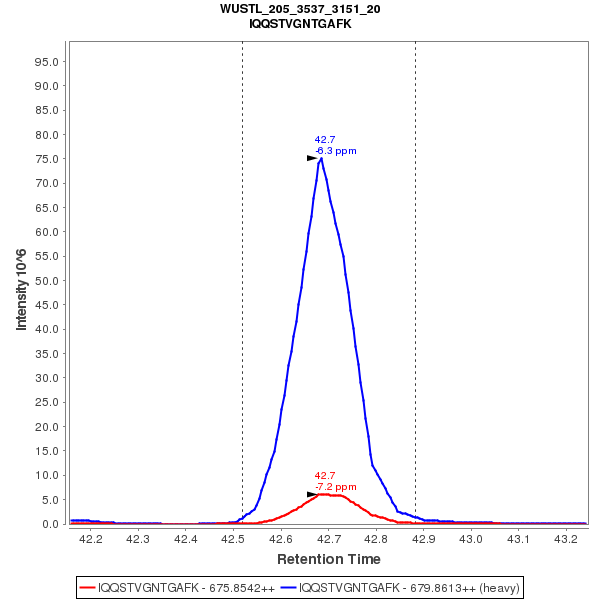 WUSTL_205_3537_3151_20
IQQSTVGNTGAFK
Intensity 10^6
95.0
90.0
85.0
80.0
75.0
70.0
65.0
60.0
55.0
50.0
45.0
40.0
35.0
30.0
25.0
20.0
15.0
10.0
5.0
0.0
42.7
-6.3 ppm
42.7
-7.2 ppm
42.2 42.3 42.4 42.5 42.6 42.7 42.8 42.9 43.0 43.1 43.2
Retention Time
IQQSTVGNTGAFK - 675.8542++ IQQSTVGNTGAFK - 679.8613++ (heavy)